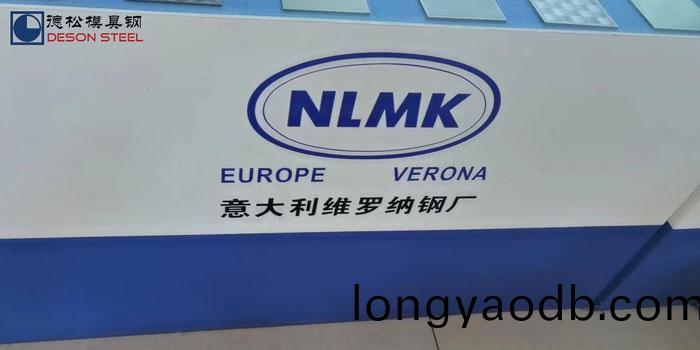 德松模具钢
DESON STEEL
NLMK
EUROPE VERONA
意大利维罗纳钢厂
longyaodb.com